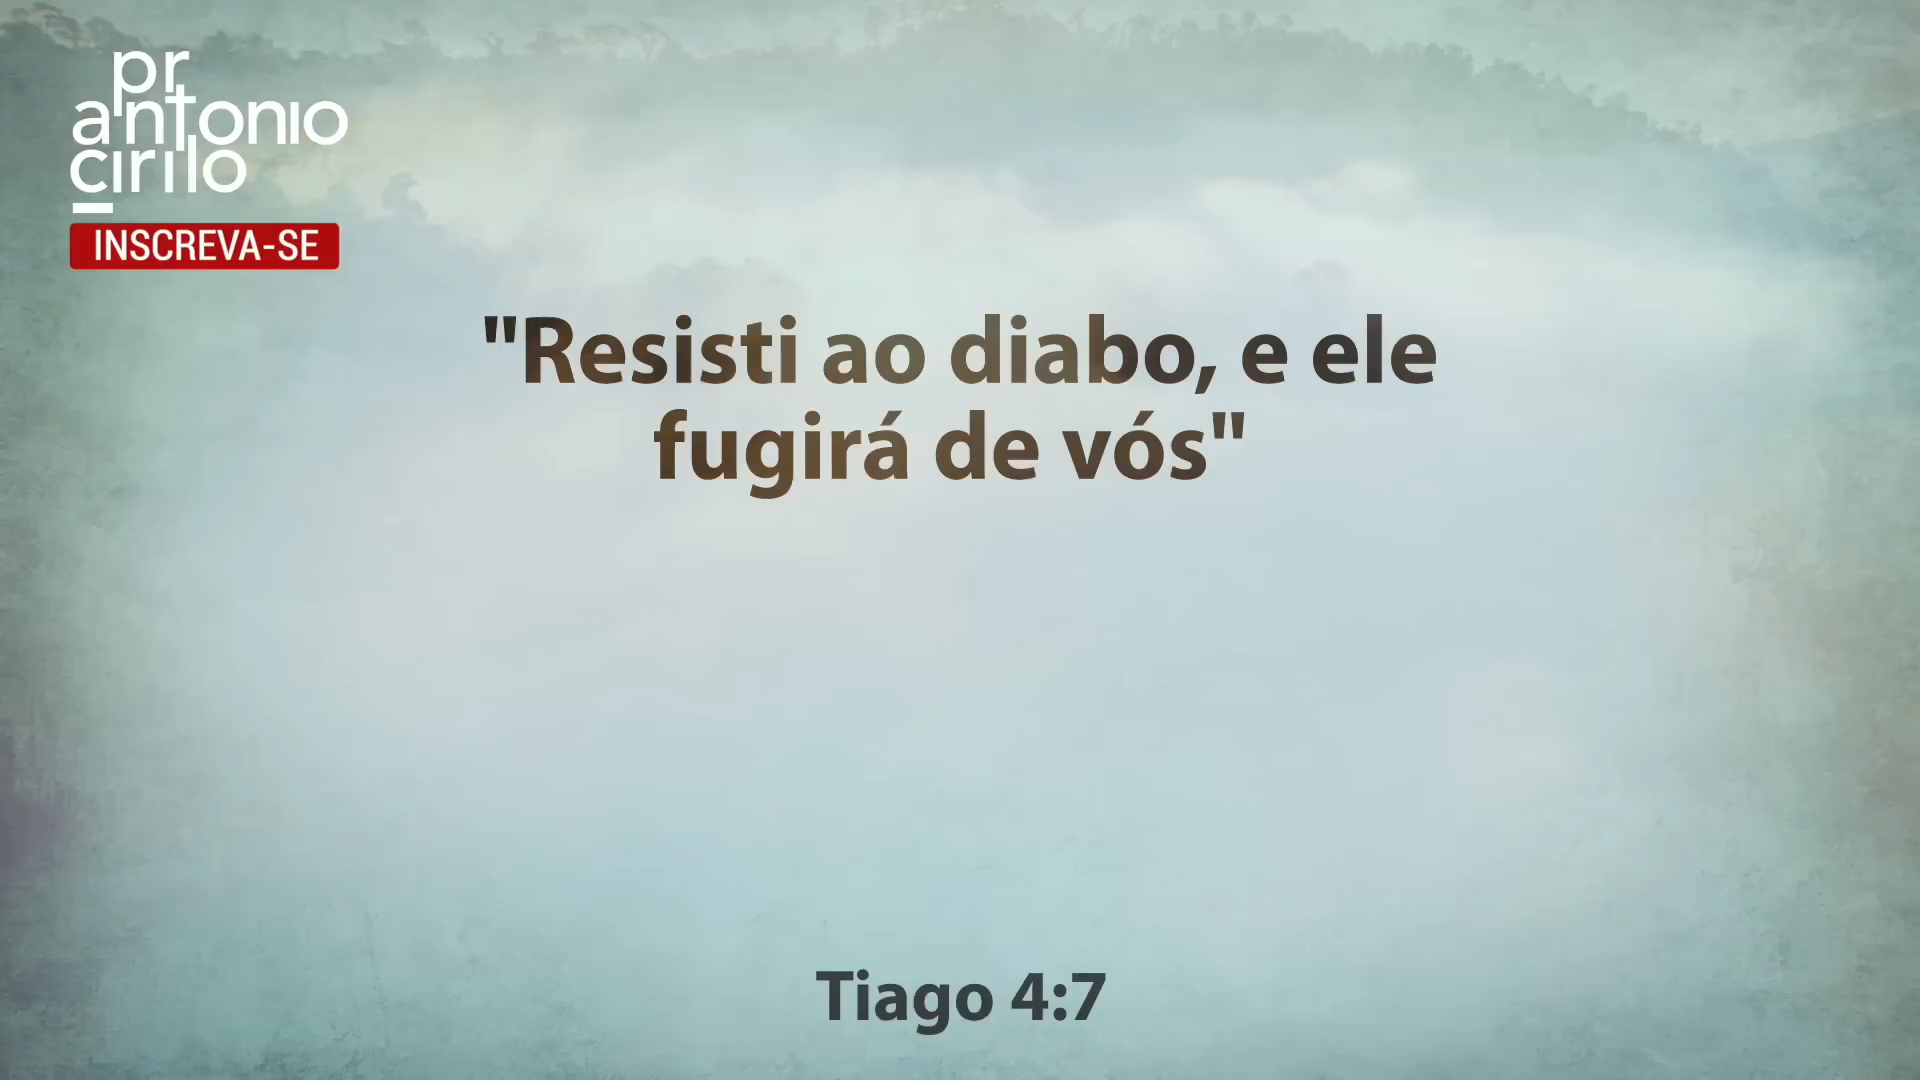 pr
antonio
cirilo
INSCREVA-SE
"Resisti ao diabo, e ele
fugirá de vós"
Tiago 4:7